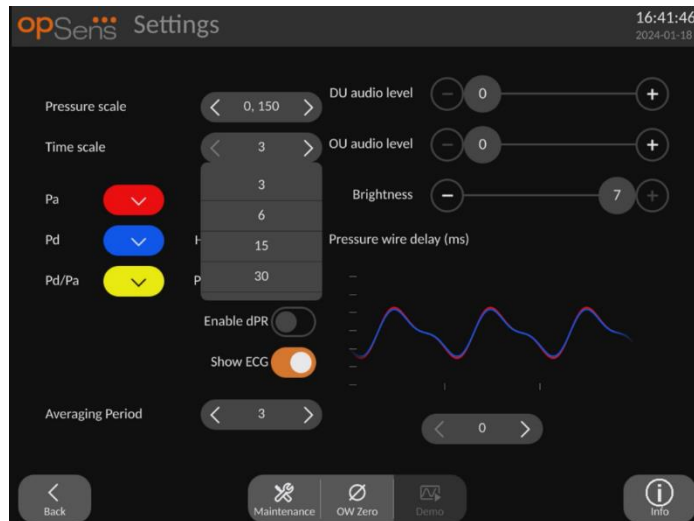 opSens Settings
16:41:46
2024-01-18
Pressure scale
0, 150
Time scale
3
3
6
15
30
Pa
Pd
H
Pd/Pa
P
Enable dPR
Show ECG
Averaging Period
3
DU audio level
0
OU audio level
0
Brightness
7
Pressure wire delay (ms)
0
Back
Maintenance
OW Zero
Demo
Info